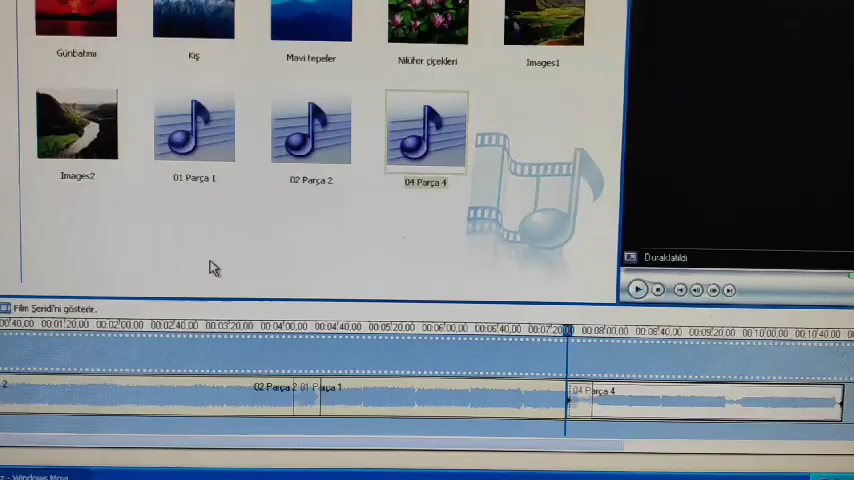 Günbatımı
Kış
Mavi tepeler
Nilüfer çiçekleri
Images1
Images2
01 Parça 1
02 Parça 2
04 Parça 4
Duraklatıldı
Film Şeridi'ni göster.
00:40,00 00:01:20,00 00:02:00,00 00:02:40,00 00:03:20,00 00:04:00,00 00:04:40,00 00:05:20,00 00:06:00,00 00:06:40,00 00:07:20,00 00:08:00,00 00:08:40,00 00:09:20,00 00:10:00,00 00:10:40,00
2
02 Parça 2
01 Parça 1
04 Parça 4
z - Windows Mov